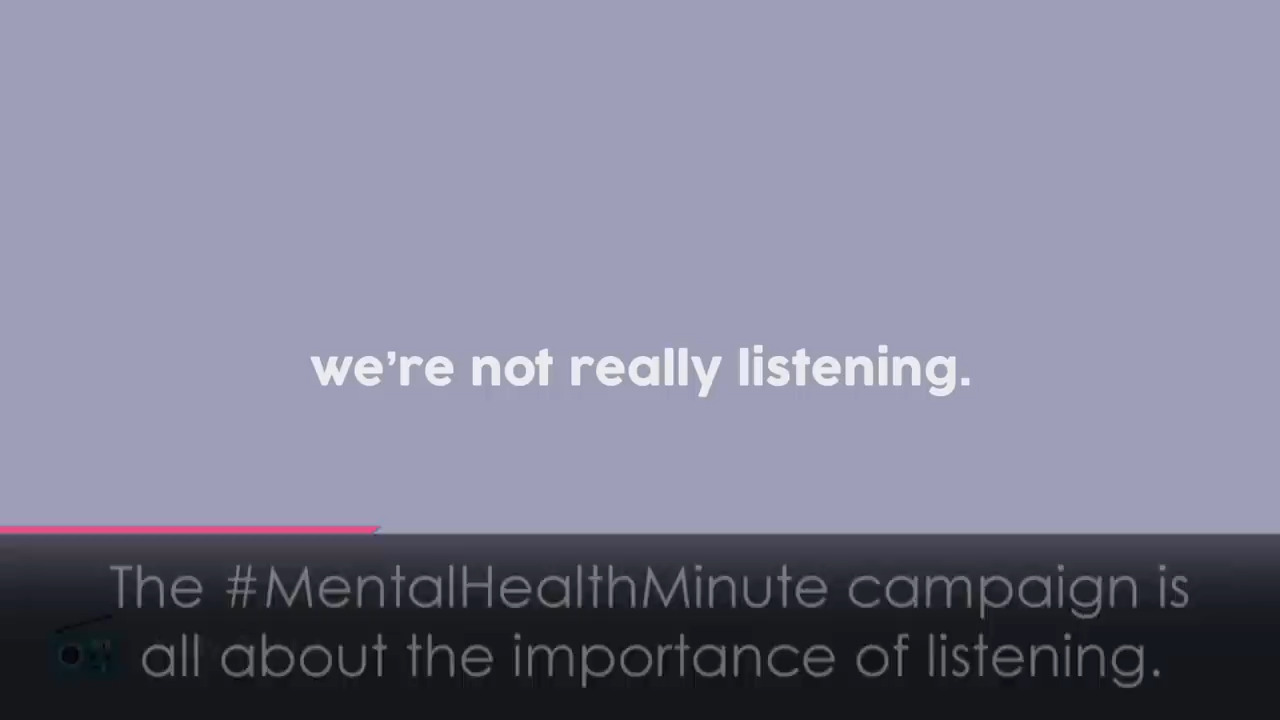 we're not really listening.
The #MentalHealthMinute campaign is
all about the importance of listening.